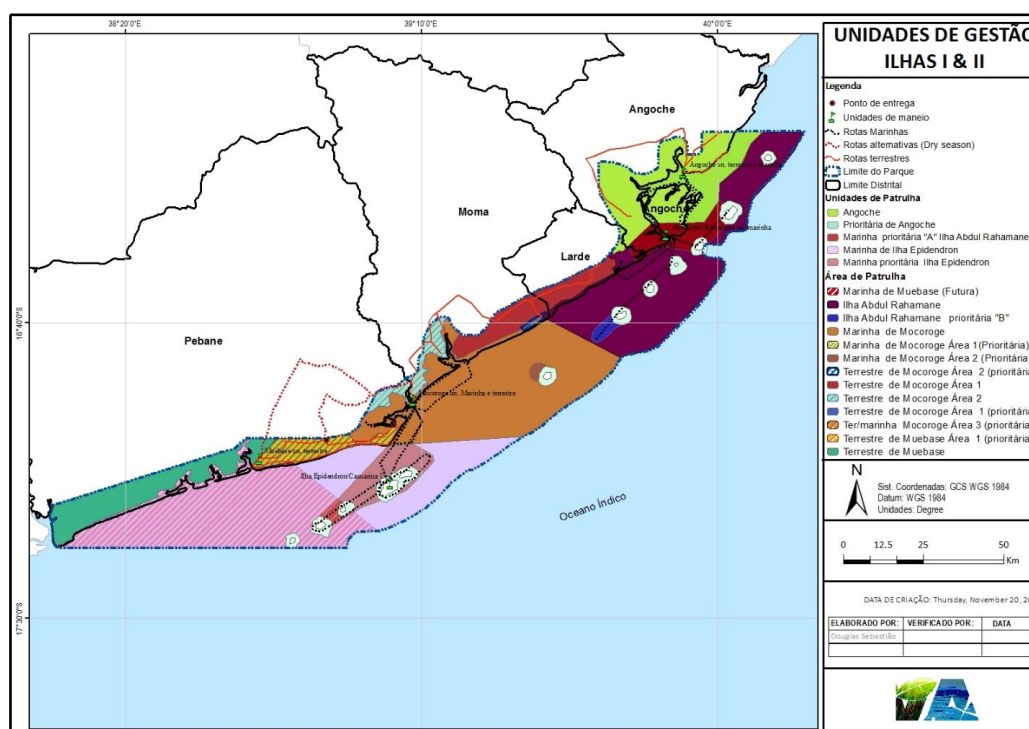 38°20'0"E
39°10'0"E
40°0'0"E
16°40'0"S
17°30'0"S
Angoche
Moma
Larde
Pebane
Angoche
Mocoroge un. Marinha e terrestre
Muebase un. terrestre
Oceano Índico
UNIDADES DE GESTÃO
ILHAS I & II
Legenda
Ponto de entrega
Unidades de maneio
Rotas Marinhas
Rotas alternativas (Dry season)
Rotas terrestres
Limite do Parque
Limite Distrital
Unidades de Patrulha
Angoche
Prioritária de Angoche
Marinha prioritária "A" Ilha Abdul Rahamane
Marinha de Ilha Epidendron
Marinha prioritária Ilha Epidendron
Área de Patrulha
Marinha de Muebase (Futura)
Ilha Abdul Rahamane
Ilha Abdul Rahamane prioritária "B"
Marinha de Mocoroge
Marinha de Mocoroge Área 1 (Prioritária)
Marinha de Mocoroge Área 2 (Prioritária
Terrestre de Mocoroge Área 2 (prioritária
Terrestre de Mocoroge Área 1
Terrestre de Mocoroge Área 2
Terrestre de Mocoroge Área 1 (prioritária
Ter/marinha Mocoroge Área 3 (prioritária
Terrestre de Muebase Área 1 (prioritária
Terrestre de Muebase
N
Sist. Coordenadas: GCS WGS 1984
Datum: WGS 1984
Unidades: Degree
0 12.5 25 50
Km
DATA DE CRIAÇÃO: Thursday, November 20, 20
ELABORADO POR: VERIFICADO POR: DATA
Douglas Sebastião